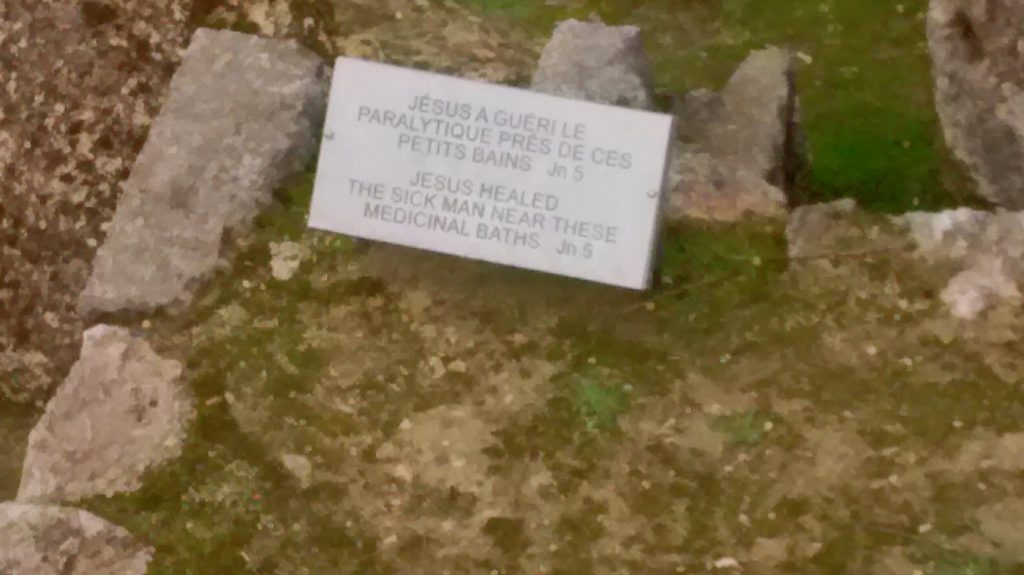 JÉSUS A GUÉRI LE
PARALYTIQUE PRÈS DE CES
PETITS BAINS Jn 5
JESUS HEALED
THE SICK MAN NEAR THESE
MEDICINAL BATHS Jn 5